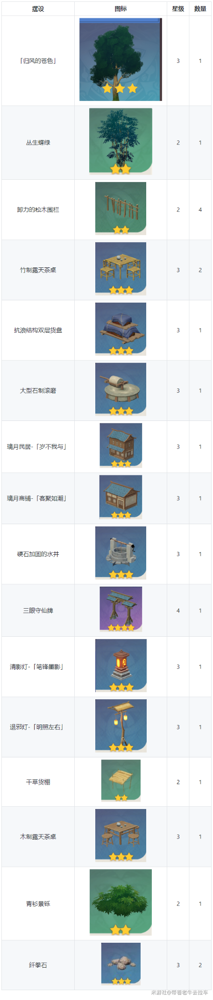 摆设 图标 星级 数量
「归风的苍色」 3 1
丛生蝶绿 2 1
卸力的松木围栏 2 4
竹制露天茶桌 3 2
抗浪结构双层货盘 3 1
大型石制滚磨 3 1
璃月民居-「岁不我与」 3 1
璃月商铺-「客聚如潮」 3 1
硬石加固的水井 3 1
三眼守仙牌 4 1
清影灯-「笔锋墨影」 3 1
退邪灯-「明照左右」 3 1
干草货棚 2 1
木制露天茶桌 3 1
青衫景铄 2 1
纤拳石 3 2
米游社@带着老牛去拉车